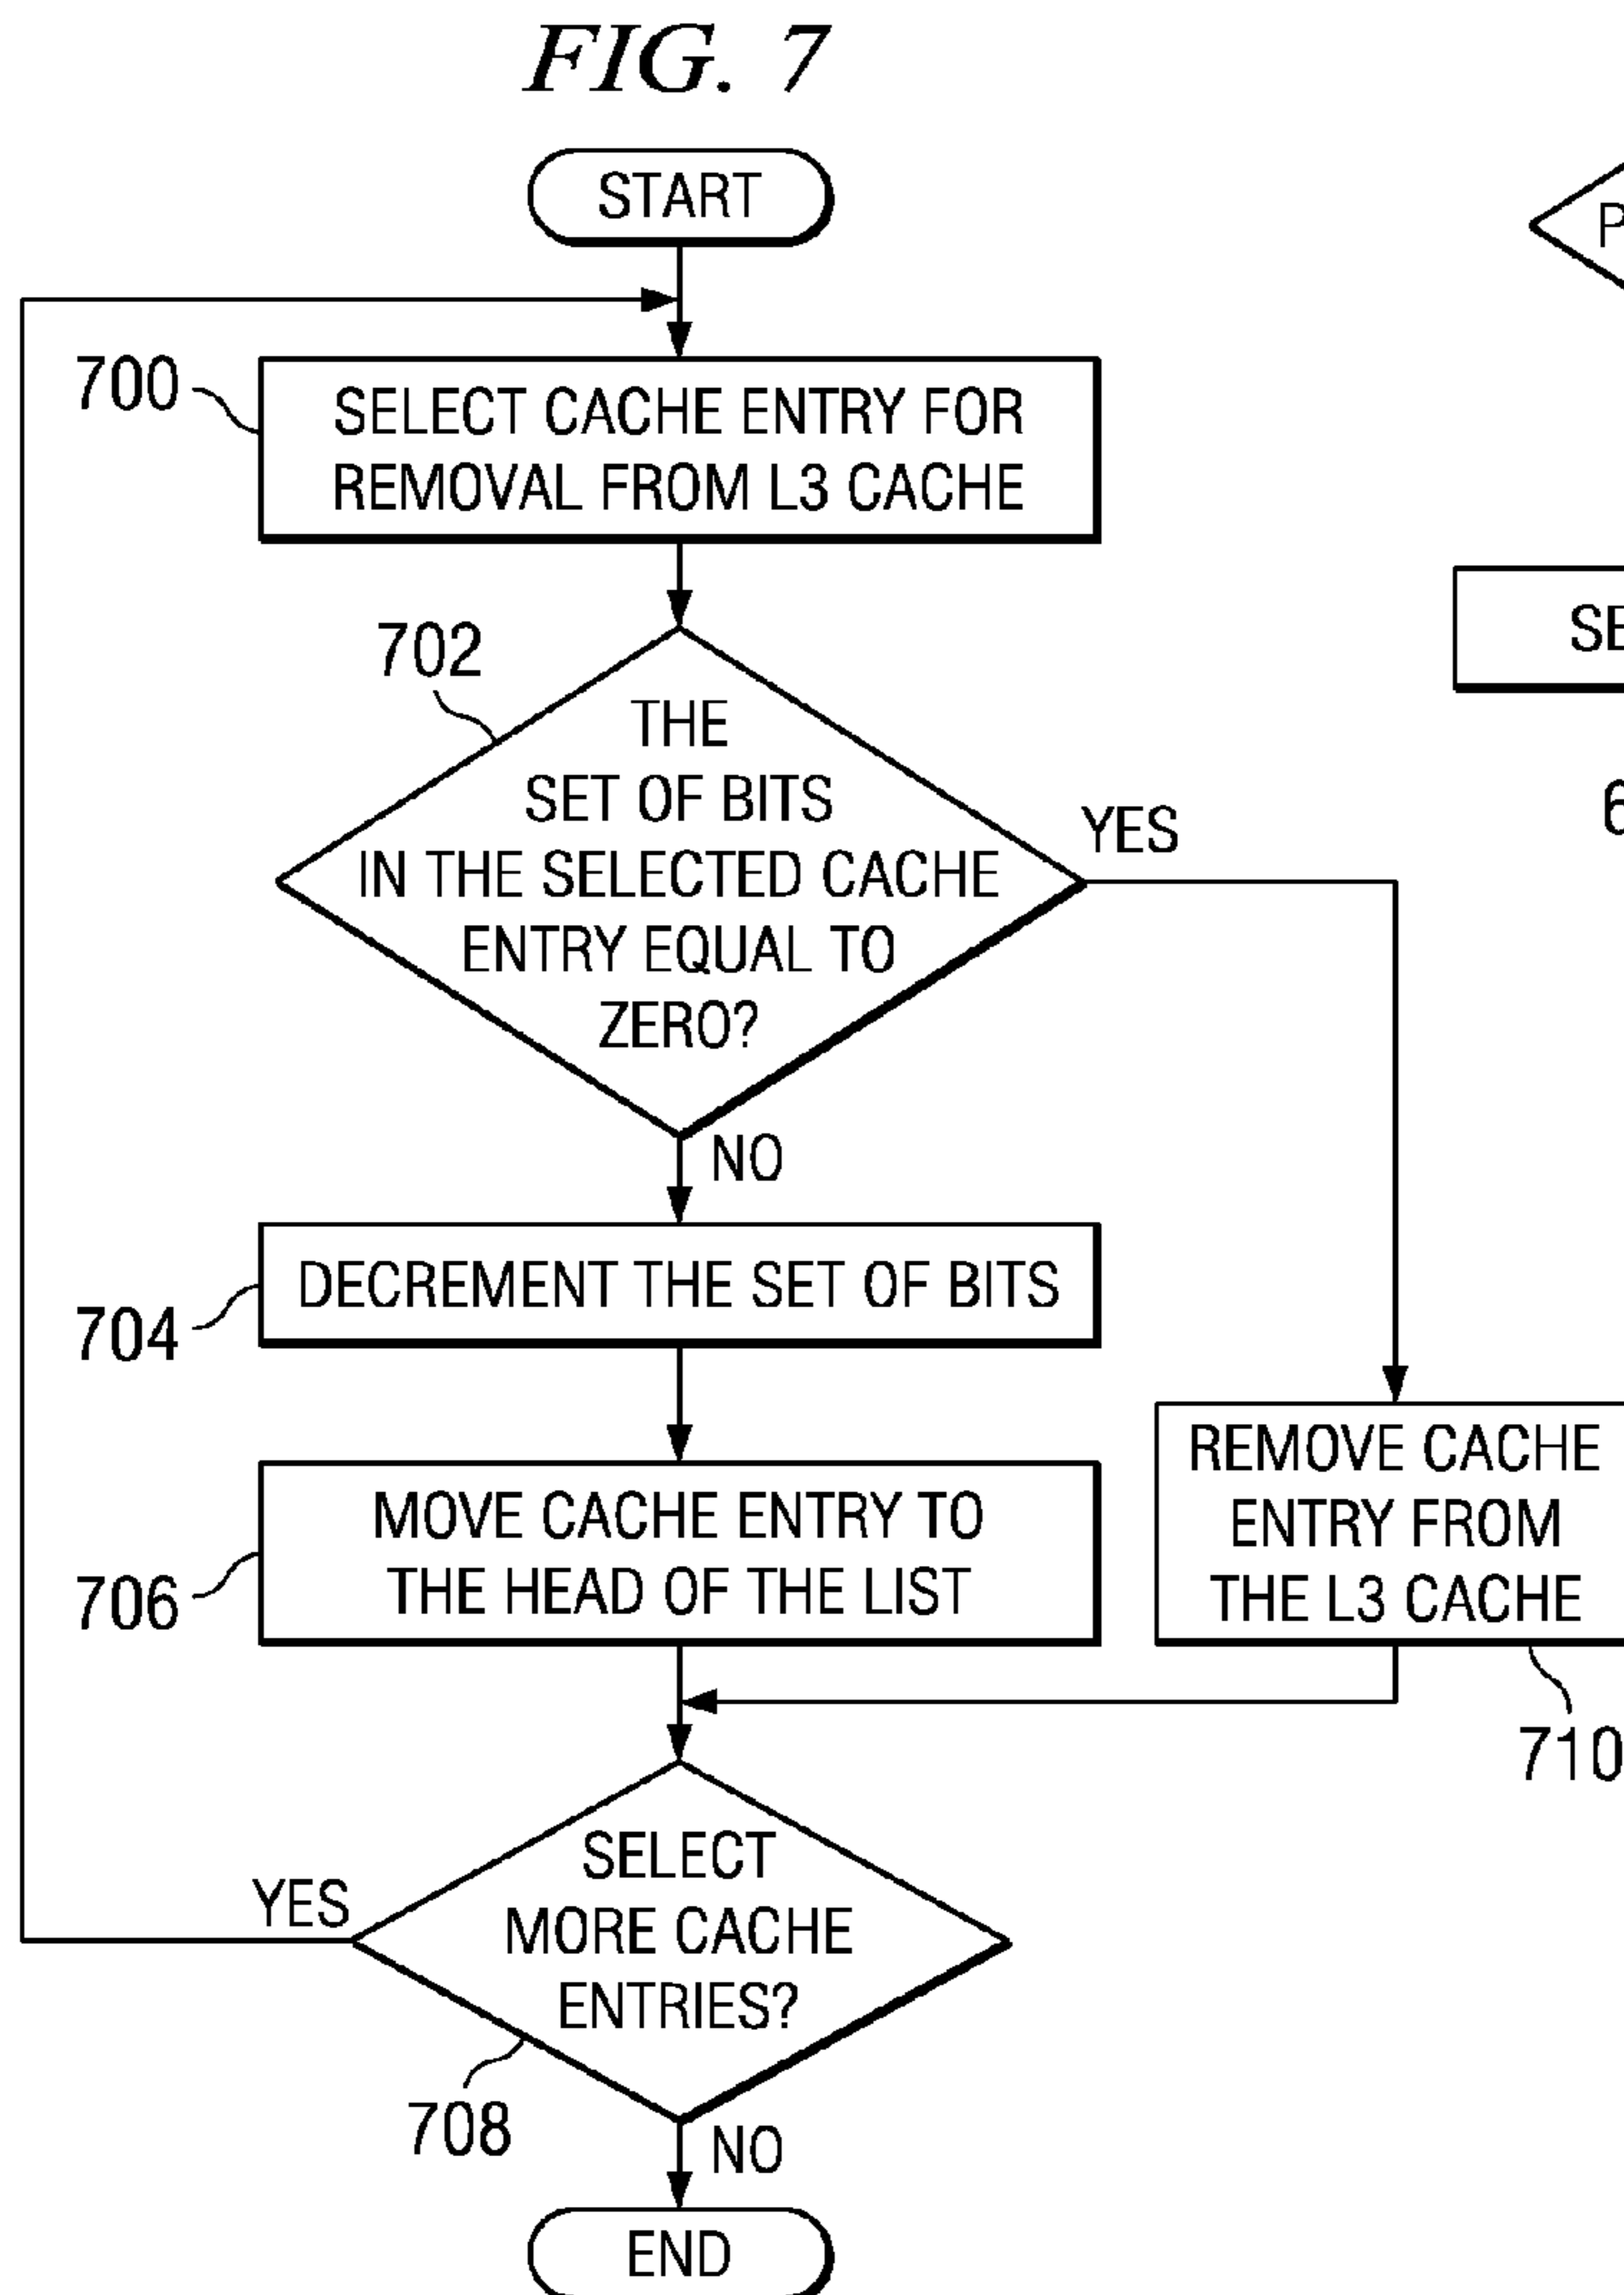 FIG. 7
START
700
SELECT CACHE ENTRY FOR
REMOVAL FROM L3 CACHE
702
THE
SET OF BITS
IN THE SELECTED CACHE
ENTRY EQUAL TO
ZERO?
YES
NO
704
DECREMENT THE SET OF BITS
706
MOVE CACHE ENTRY TO
THE HEAD OF THE LIST
REMOVE CACHE
ENTRY FROM
THE L3 CACHE
710
SELECT
MORE CACHE
ENTRIES?
YES
708
NO
END